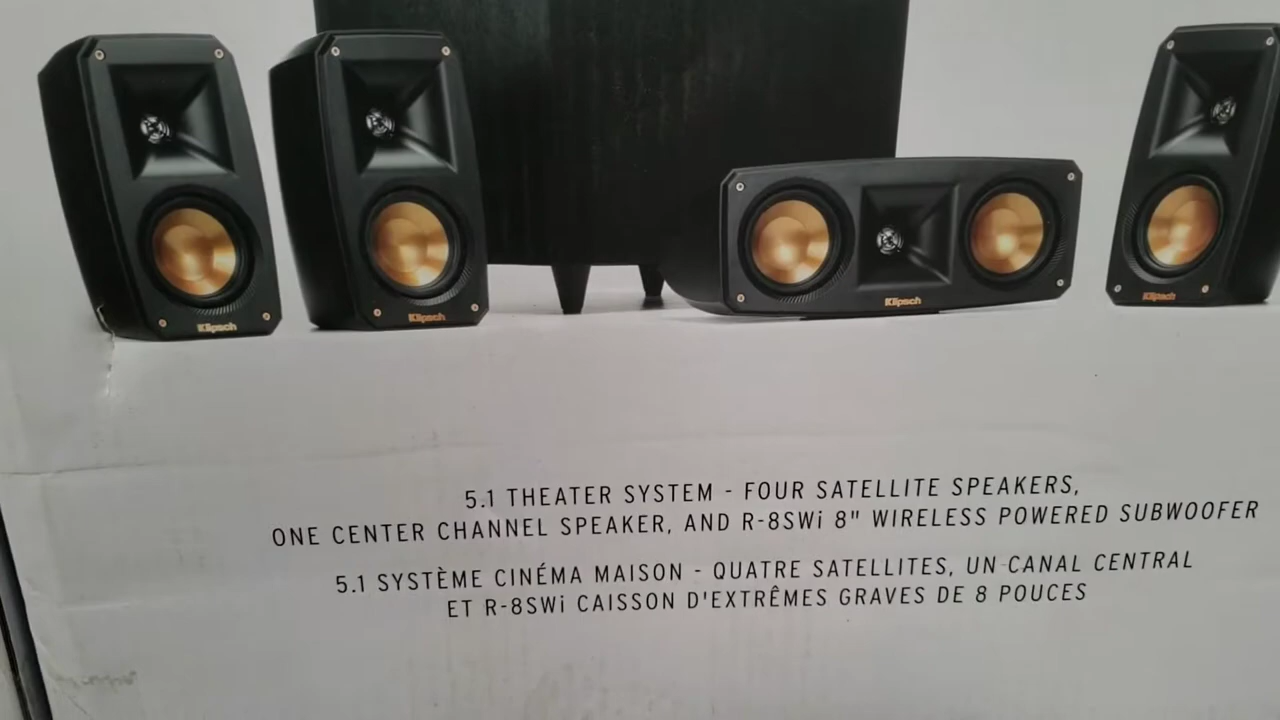 Klipsch
Klipsch
Klipsch
Klipsch
5.1 THEATER SYSTEM - FOUR SATELLITE SPEAKERS,
ONE CENTER CHANNEL SPEAKER, AND R-8SWi 8" WIRELESS POWERED SUBWOOFER
5.1 SYSTÈME CINÉMA MAISON - QUATRE SATELLITES, UN CANAL CENTRAL
ET R-8SWi CAISSON D'EXTRÊMES GRAVES DE 8 POUCES